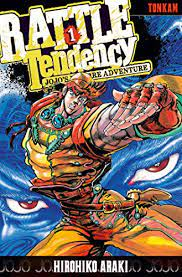 TONKAM
BATTLE
1
Tendency
JOJO'S BIZARRE ADVENTURE
HIROHIKO ARAKI